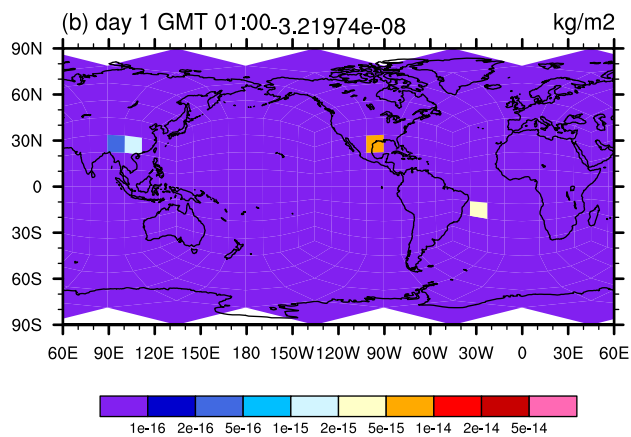 (b) day 1 GMT 01:00 -3.21974e-08 kg/m2
90N
60N
30N
0
30S
60S
90S
60E 90E 120E 150E 180 150W 120W 90W 60W 30W 0 30E 60E
1e-16 2e-16 5e-16 1e-15 2e-15 5e-15 1e-14 2e-14 5e-14